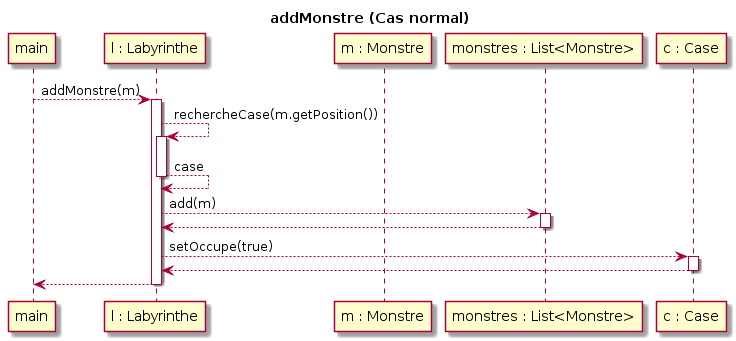 addMonstre (Cas normal)
main
l : Labyrinthe
m : Monstre
monstres : List<Monstre>
c : Case
addMonstre(m)
rechercheCase(m.getPosition())
case
add(m)
setOccupe(true)
main
l : Labyrinthe
m : Monstre
monstres : List<Monstre>
c : Case